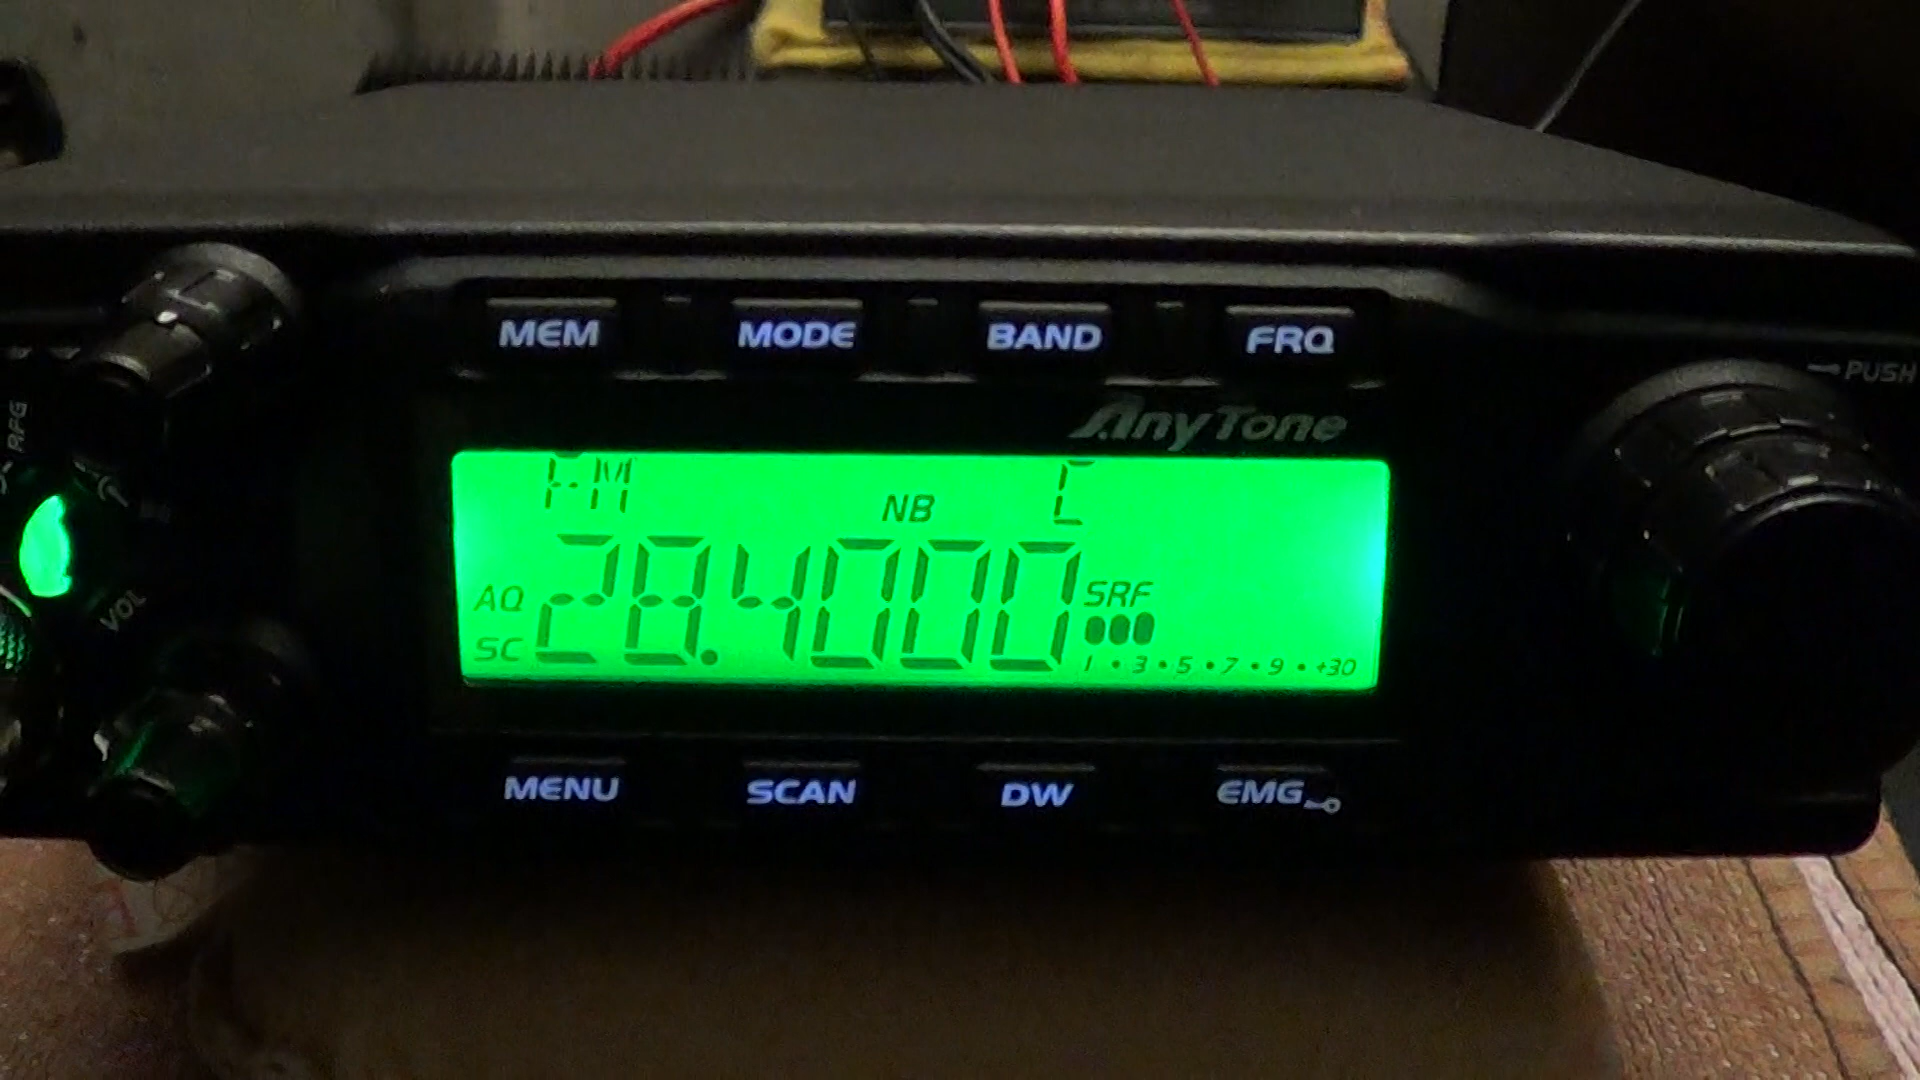 MEM MODE BAND FRQ
PUSH
AnyTone
RFG
FM NB C
AQ 28.4000 SRF
SC 1 • 3 • 5 • 7 • 9 • +30
VOL
MENU SCAN DW EMG